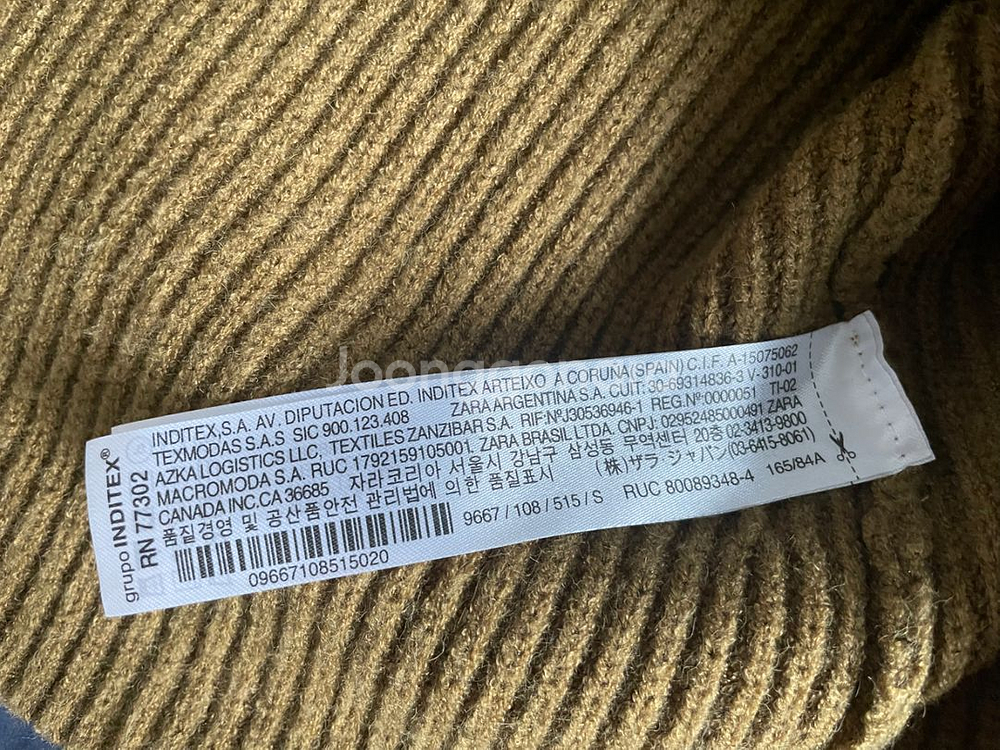 grupo INDITEX®
RN 77302
INDITEX,S.A. AV. DIPUTACION ED. INDITEX ARTEIXO A CORUNA(SPAIN) C.I.F. A-15075062
TEXMODAS S.A.S SIC 900.123.408 ZARA ARGENTINA S.A. CUIT: 30-69314836-3 V-310-01
AZKA LOGISTICS LLC, TEXTILES ZANZIBAR S.A. RIF:NºJ30536946-1 REG.Nº0000051 TI-02
MACROMODA S.A. RUC 1792159105001. ZARA BRASIL LTDA. CNPJ: 02952485000491 ZARA
CANADA INC.CA 36685 자라코리아 서울시 강남구 삼성동 무역센터 20층 02-3413-9800
품질경영 및 공산품안전 관리법에 의한 품질표시 (株)ザラ・ジャパン(03-6415-8061)
9667 / 108 / 515 / S RUC 80089348-4 165/84A
09667108515020